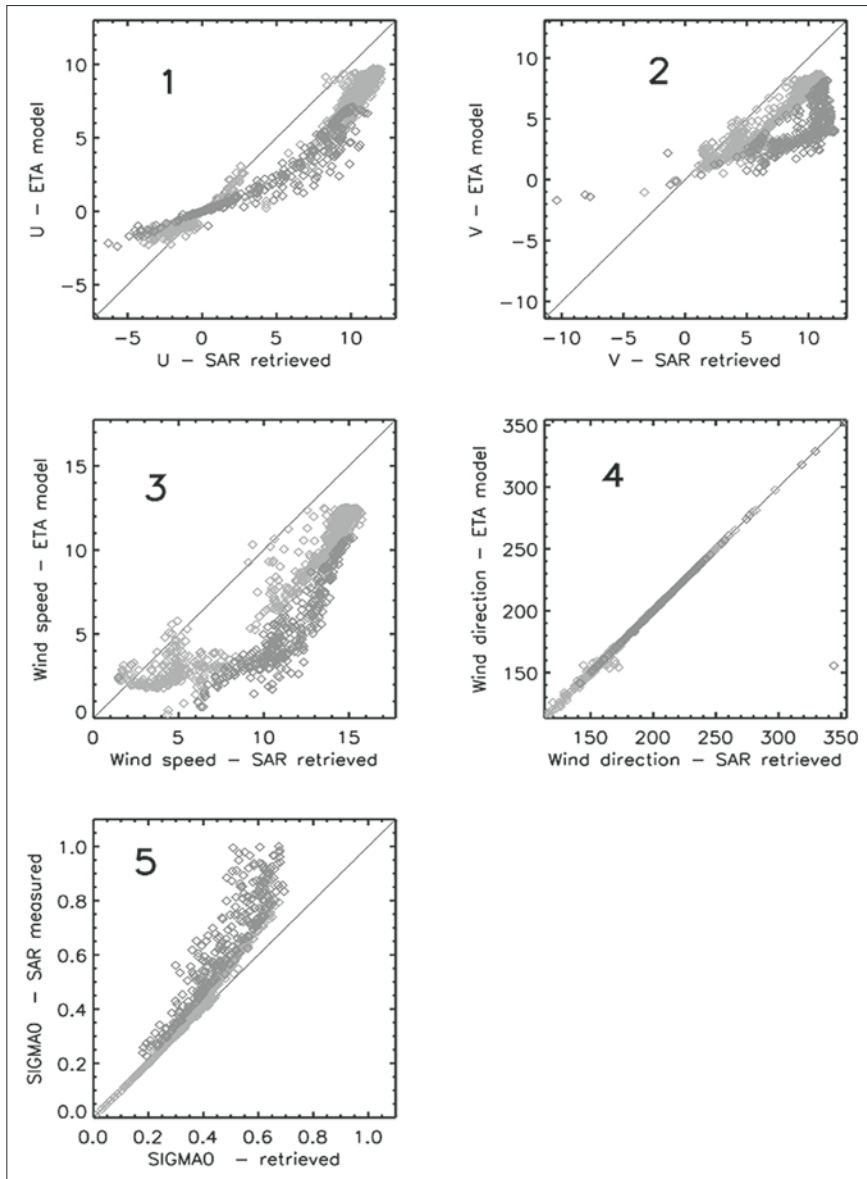 1
U – ETA model
10
5
0
−5
−5 0 5 10
U – SAR retrieved
2
V – ETA model
10
5
0
−5
−10
−10 −5 0 5 10
V – SAR retrieved
3
Wind speed – ETA model
15
10
5
0
0 5 10 15
Wind speed – SAR retrieved
4
Wind direction – ETA model
350
300
250
200
150
150 200 250 300 350
Wind direction – SAR retrieved
5
SIGMA0 – SAR measured
1.0
0.8
0.6
0.4
0.2
0.0
0.0 0.2 0.4 0.6 0.8 1.0
SIGMA0 – retrieved